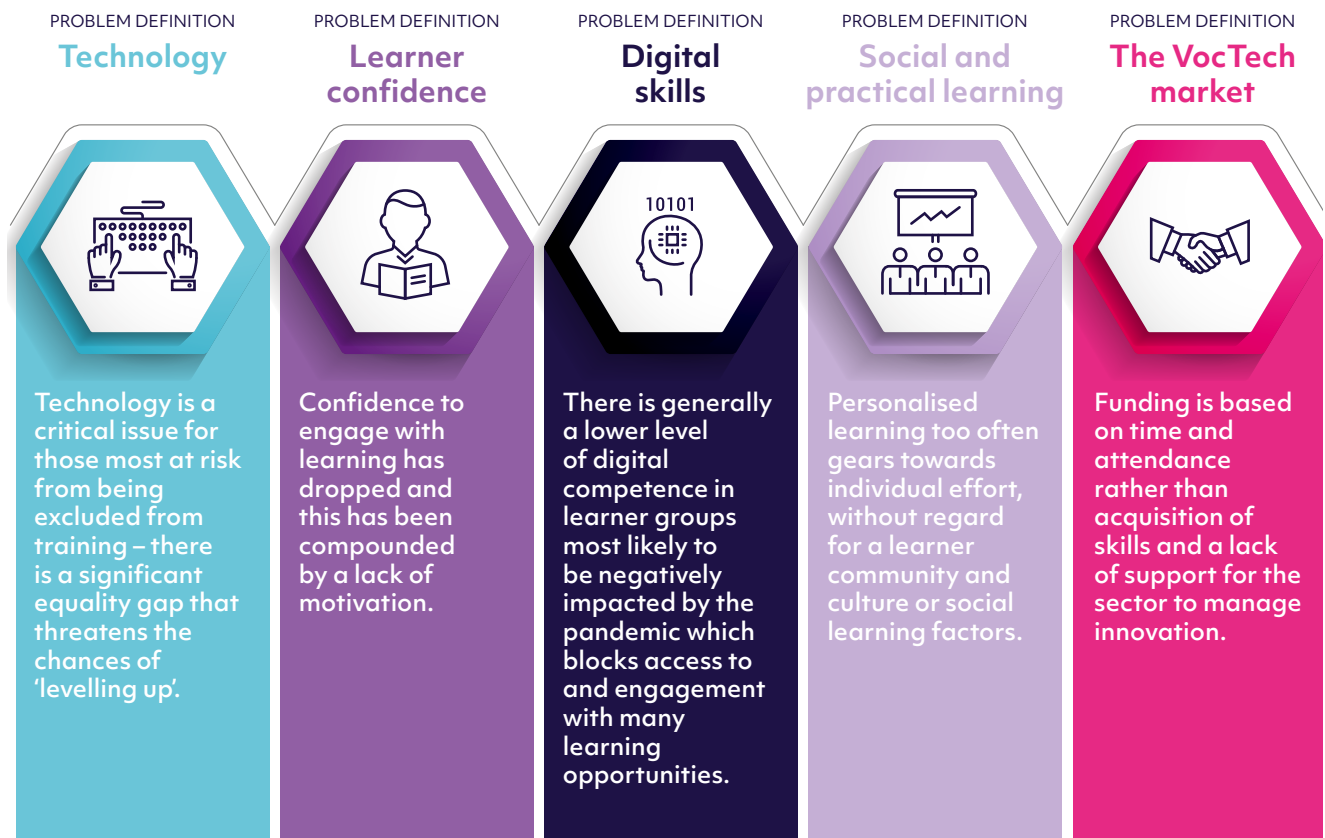 PROBLEM DEFINITION
Technology
Technology is a
critical issue for
those most at risk
from being
excluded from
training – there
is a significant
equality gap that
threatens the
chances of
‘levelling up’.
PROBLEM DEFINITION
Learner
confidence
Confidence to
engage with
learning has
dropped and
this has been
compounded
by a lack of
motivation.
PROBLEM DEFINITION
Digital
skills
10101
There is generally
a lower level
of digital
competence in
learner groups
most likely to
be negatively
impacted by the
pandemic which
blocks access to
and engagement
with many
learning
opportunities.
PROBLEM DEFINITION
Social and
practical learning
Personalised
learning too often
gears towards
individual effort,
without regard
for a learner
community and
culture or social
learning factors.
PROBLEM DEFINITION
The VocTech
market
Funding is based
on time and
attendance
rather than
acquisition of
skills and a lack
of support for the
sector to manage
innovation.